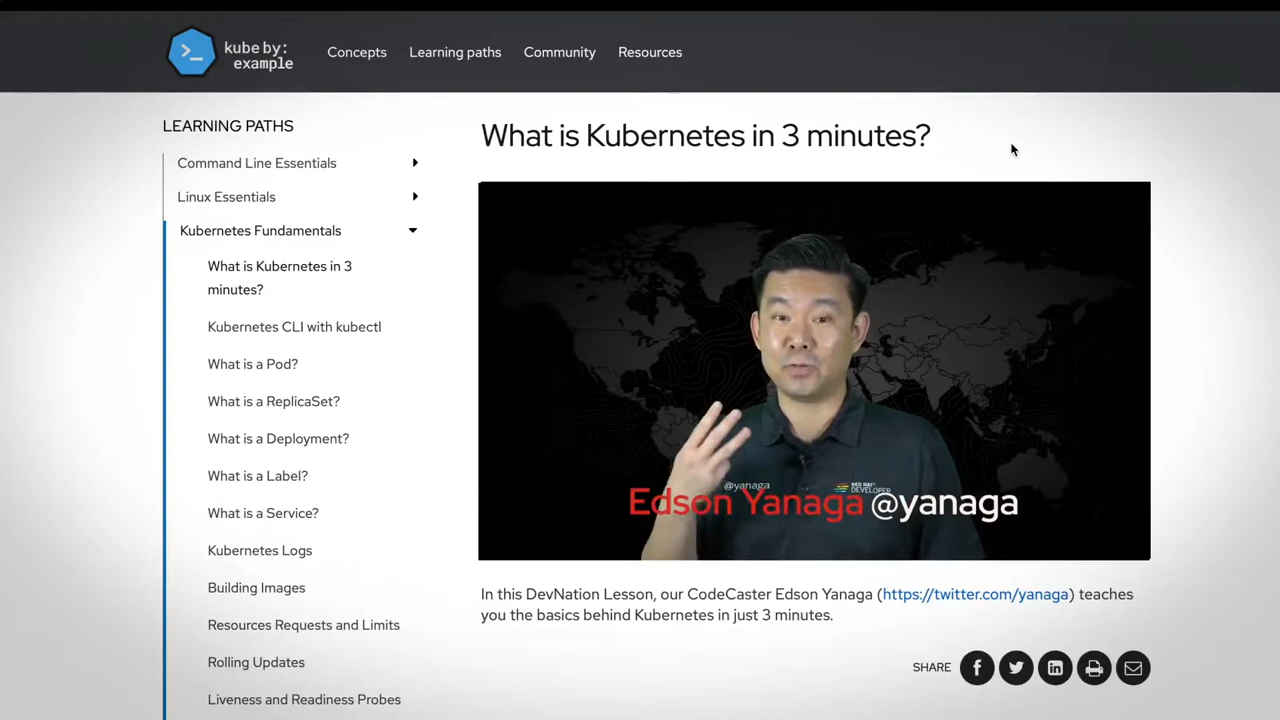 kube by:
example
Concepts
Learning paths
Community
Resources
LEARNING PATHS
Command Line Essentials
Linux Essentials
Kubernetes Fundamentals
What is Kubernetes in 3
minutes?
Kubernetes CLI with kubectl
What is a Pod?
What is a ReplicaSet?
What is a Deployment?
What is a Label?
What is a Service?
Kubernetes Logs
Building Images
Resources Requests and Limits
Rolling Updates
Liveness and Readiness Probes
What is Kubernetes in 3 minutes?
@yanaga
RED HAT
DEVELOPER
Edson Yanaga @yanaga
In this DevNation Lesson, our CodeCaster Edson Yanaga (https://twitter.com/yanaga) teaches
you the basics behind Kubernetes in just 3 minutes.
SHARE